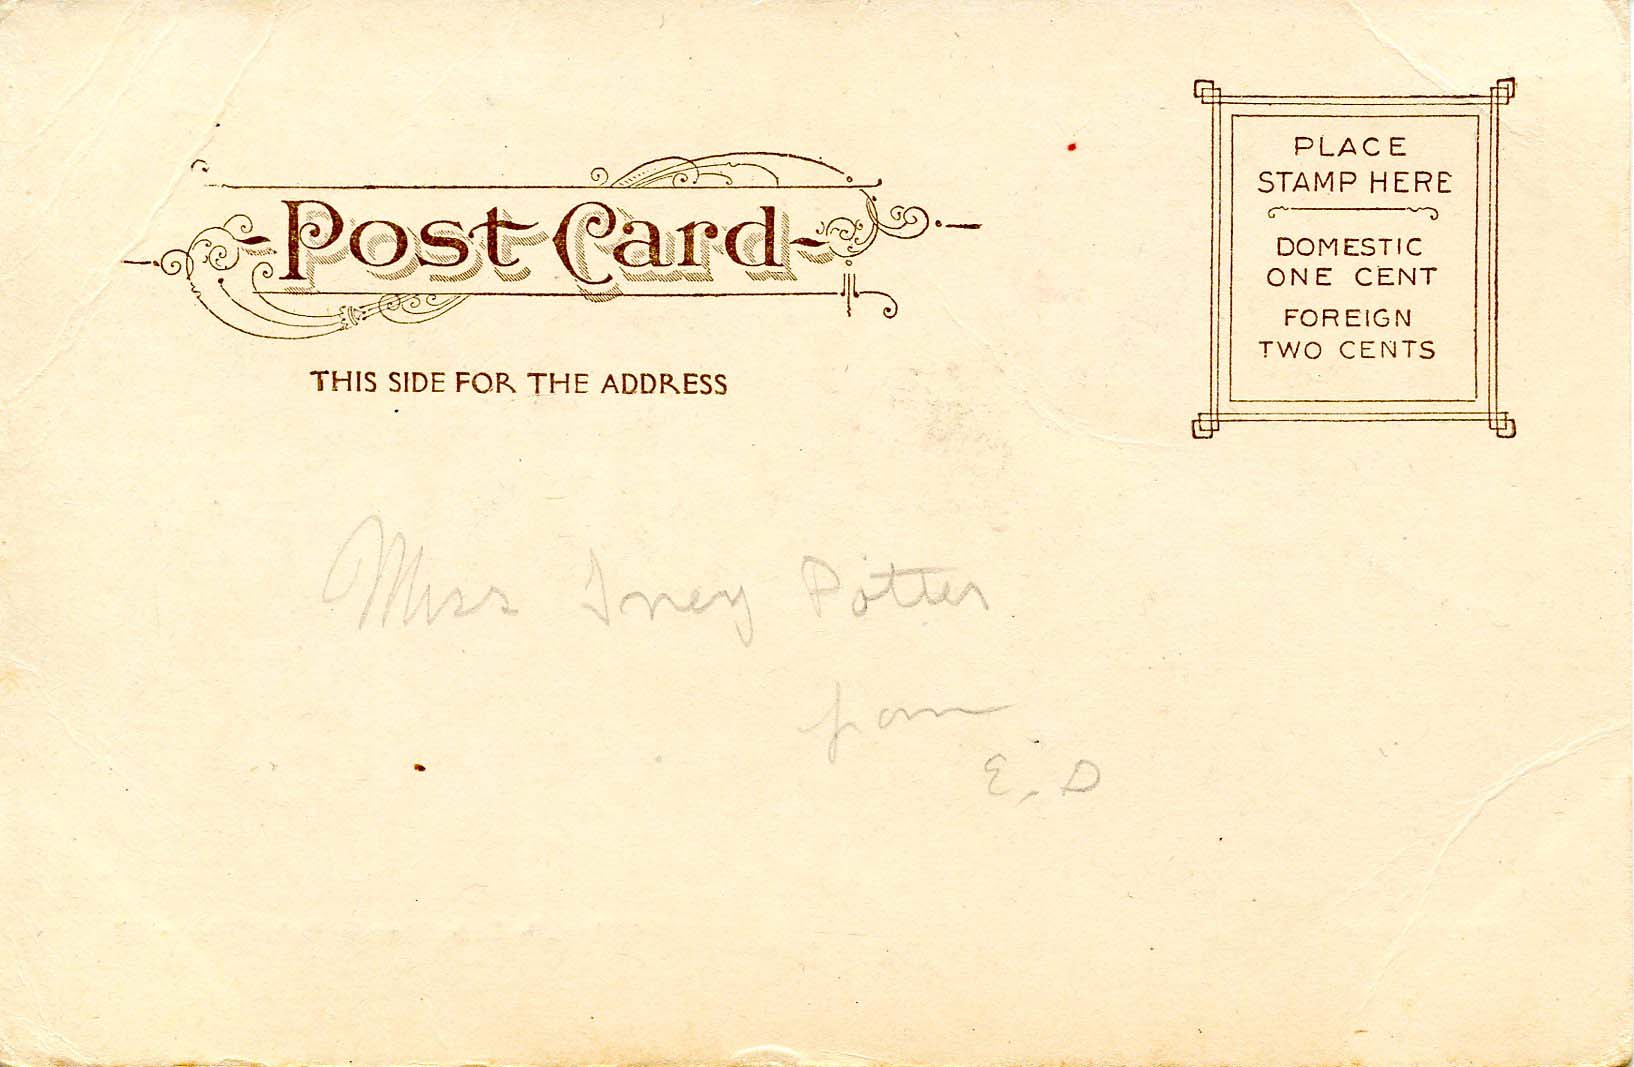 Post Card
THIS SIDE FOR THE ADDRESS
PLACE
STAMP HERE
DOMESTIC
ONE CENT
FOREIGN
TWO CENTS
Miss Inez Potter
from
E. D